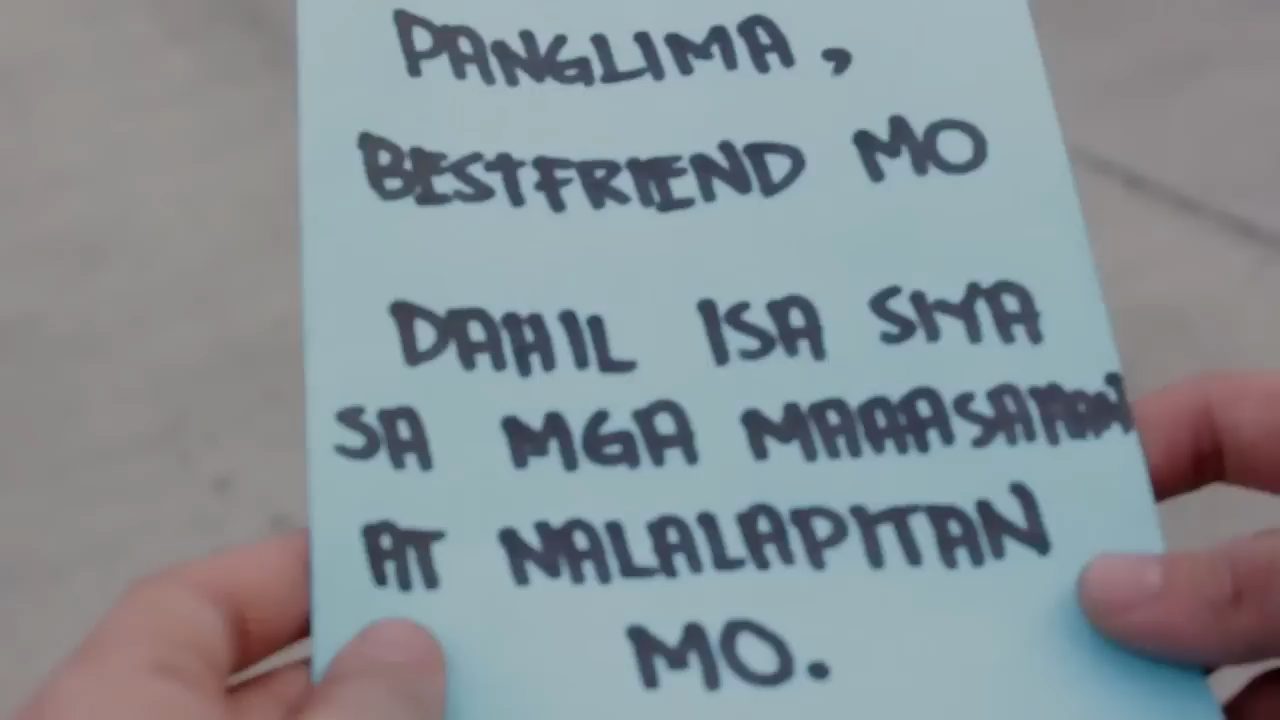 PANGLIMA,
BESTFRIEND MO
DAHIL ISA SIYA
SA MGA MAAASAHAN
AT NALALAPITAN
MO.